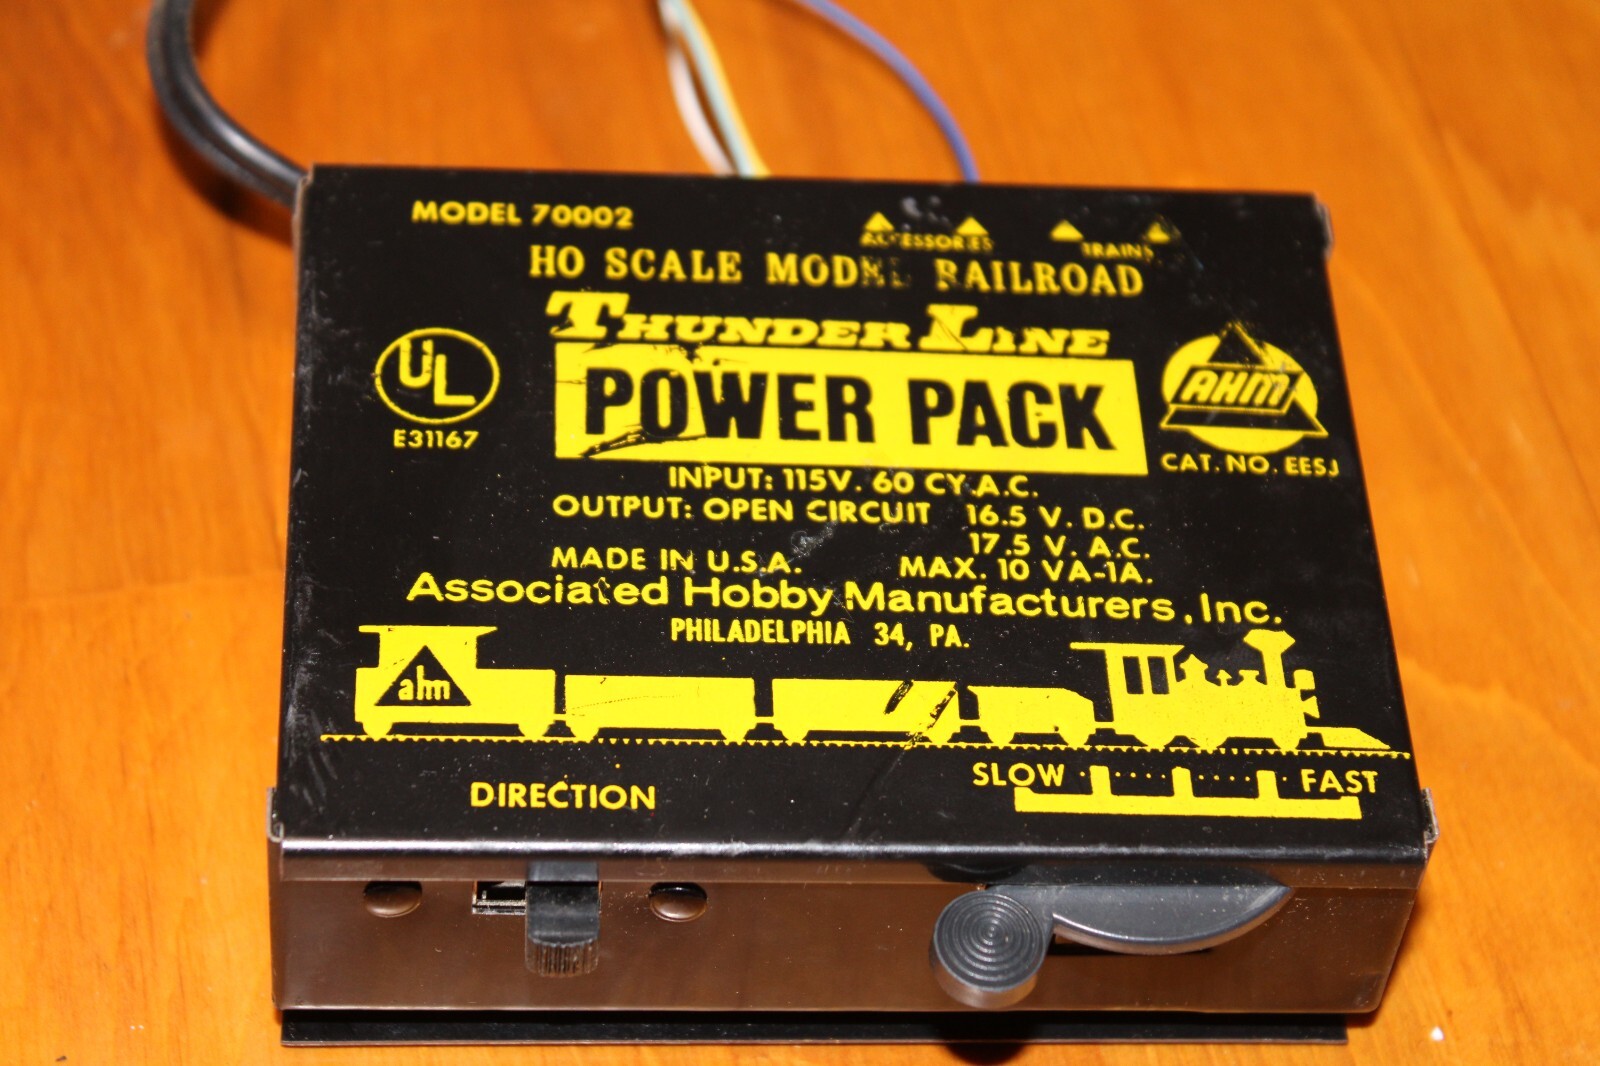 MODEL 70002
ACCESSORIES
TRAINS
HO SCALE MODEL RAILROAD
THUNDER LINE
POWER PACK
UL
E31167
AHM
CAT. NO. EE5J
INPUT: 115V. 60 CY.A.C.
OUTPUT: OPEN CIRCUIT 16.5 V. D.C.
17.5 V. A.C.
MADE IN U.S.A. MAX. 10 VA-1A.
Associated Hobby Manufacturers, Inc.
PHILADELPHIA 34, PA.
ahm
DIRECTION
SLOW FAST